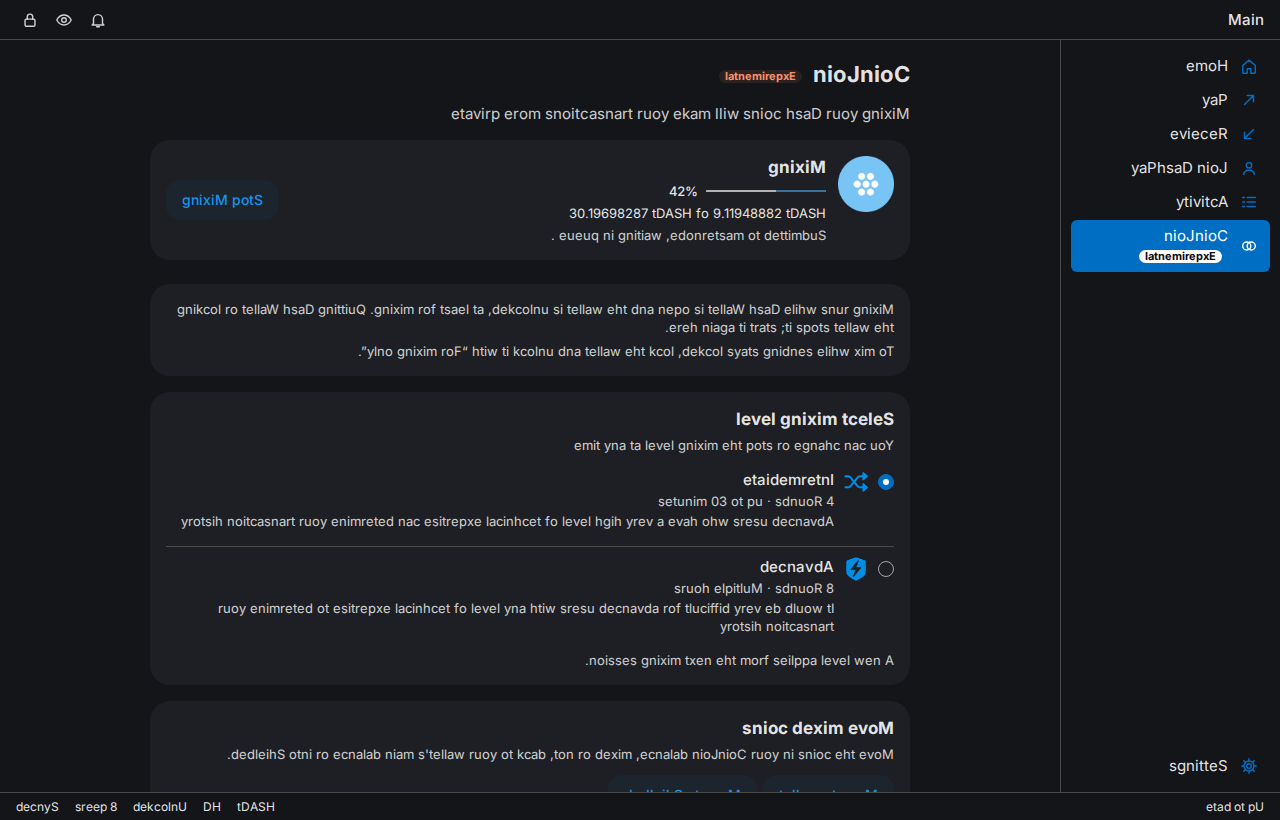 Main
emoH
yaP
evieceR
yaPhsaD nioJ
ytivitcA
nioJnioC
latnemirepxE
sgnitteS
nioJnioC latnemirepxE
etavirp erom snoitcasnart ruoy ekam lliw snioc hsaD ruoy gnixiM
gnixiM
42%
30.19698287 tDASH fo 9.11948882 tDASH
. eueuq ni gnitiaw ,edonretsam ot dettimbuS
gnixiM potS
gnikcol ro tellaW hsaD gnittiuQ .gnixim rof tsael ta ,dekcolnu si tellaw eht dna nepo si tellaW hsaD elihw snur gnixiM
.ereh niaga ti trats ;ti spots tellaw eht
."ylno gnixim roF" htiw ti kcolnu dna tellaw eht kcol ,dekcol syats gnidnes elihw xim oT
level gnixim tceleS
emit yna ta level gnixim eht pots ro egnahc nac uoY
etaidemretnI
setunim 03 ot pu · sdnuoR 4
yrotsih noitcasnart ruoy enimreted nac esitrepxe lacinhcet fo level hgih yrev a evah ohw sresu decnavdA
decnavdA
sruoh elpitluM · sdnuoR 8
ruoy enimreted ot esitrepxe lacinhcet fo level yna htiw sresu decnavda rof tluciffid yrev eb dluow tI
yrotsih noitcasnart
.noisses gnixim txen eht morf seilppa level wen A
snioc dexim evoM
.dedleihS otni ro ecnalab niam s'tellaw ruoy ot kcab ,ton ro dexim ,ecnalab nioJnioC ruoy ni snioc eht evoM
decnyS
sreep 8
dekcolnU
DH
tDASH
etad ot pU